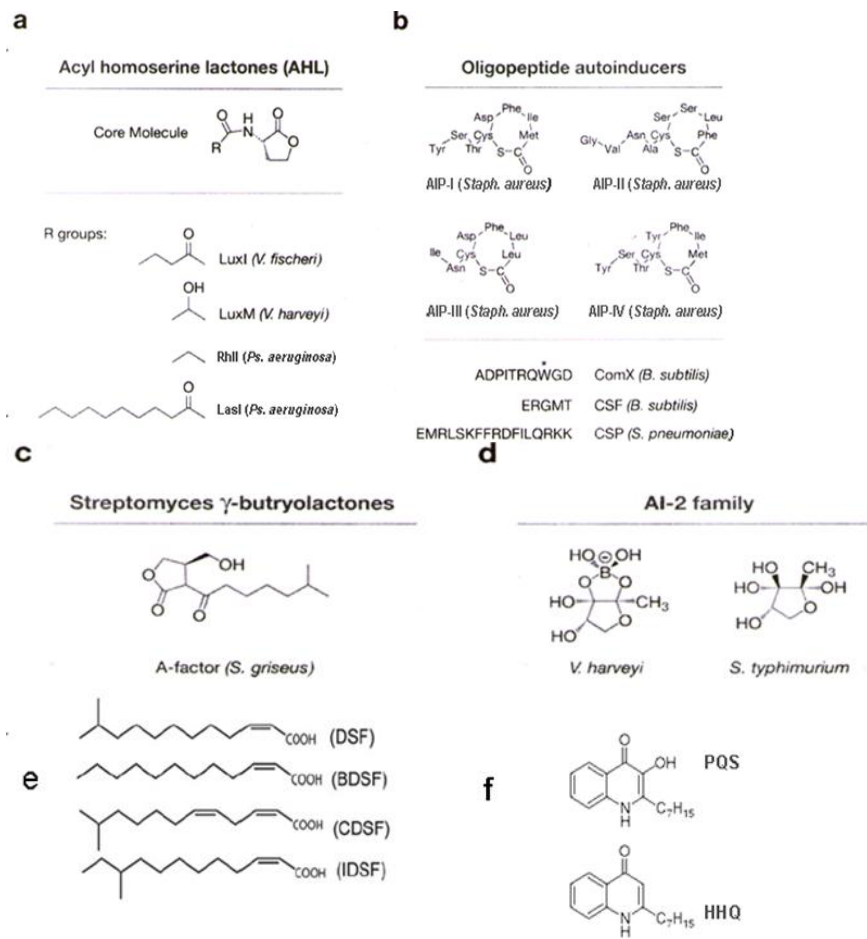 a
Acyl homoserine lactones (AHL)
Core Molecule
O
H
N
O
O
R
R groups:
O
LuxI (V. fischeri)
OH
LuxM (V. harveyi)
RhlI (Ps. aeruginosa)
O
LasI (Ps. aeruginosa)
b
Oligopeptide autoinducers
Tyr Ser Thr Cys Asp Phe Ile Met S C O
AIP-I (Staph. aureus)
Gly Val Asn Ala Cys Ser Ser Leu Phe S C O
AIP-II (Staph. aureus)
Ile Asn Cys Asp Phe Leu Leu S C O
AIP-III (Staph. aureus)
Tyr Ser Thr Cys Tyr Phe Ile Met S C O
AIP-IV (Staph. aureus)
*
ADPITRQWGD ComX (B. subtilis)
ERGMT CSF (B. subtilis)
EMRLSKFFRDFILQRKK CSP (S. pneumoniae)
c
Streptomyces γ-butryolactones
OH
O
O
O
A-factor (S. griseus)
d
AI-2 family
HO ⊖ OH
B
O O
HO CH3
O
HO
V. harveyi
HO CH3
HO OH
O
HO
S. typhimurium
e
COOH (DSF)
COOH (BDSF)
COOH (CDSF)
COOH (IDSF)
f
O
OH PQS
N
H
C7H15
O
N
H
C7H15 HHQ